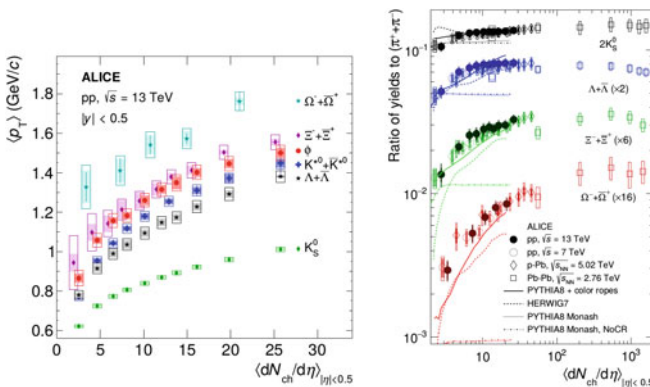 ⟨p_T⟩ (GeV/c)
1.8
1.6
1.4
1.2
1
0.8
0.6
ALICE
pp, √s = 13 TeV
|y| < 0.5
Ω⁻+Ω̄⁺
Ξ⁻+Ξ̄⁺
ϕ
K*⁰+K̄*⁰
Λ+Λ̄
K⁰_S
0 5 10 15 20 25 30 35
⟨dN_ch/dη⟩_|η|<0.5
Ratio of yields to (π⁺+π⁻)
10⁻¹
10⁻²
10⁻³
2K⁰_S
Λ+Λ̄ (×2)
Ξ⁻+Ξ̄⁺ (×6)
Ω⁻+Ω̄⁺ (×16)
ALICE
pp, √s = 13 TeV
pp, √s = 7 TeV
p-Pb, √s_NN = 5.02 TeV
Pb-Pb, √s_NN = 2.76 TeV
PYTHIA8 + color ropes
HERWIG7
PYTHIA8 Monash
PYTHIA8 Monash, NoCR
10 10² 10³
⟨dN_ch/dη⟩_|η|<0.5